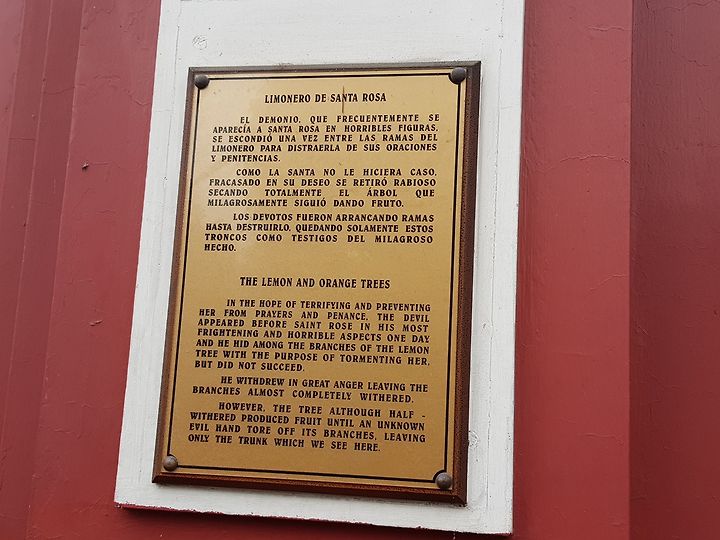 LIMONERO DE SANTA ROSA
EL DEMONIO, QUE FRECUENTEMENTE SE
APARECÍA A SANTA ROSA EN HORRIBLES FIGURAS,
SE ESCONDIÓ UNA VEZ ENTRE LAS RAMAS DEL
LIMONERO PARA DISTRAERLA DE SUS ORACIONES
Y PENITENCIAS.
COMO LA SANTA NO LE HICIERA CASO,
FRACASADO EN SU DESEO SE RETIRÓ RABIOSO
SECANDO TOTALMENTE EL ÁRBOL QUE
MILAGROSAMENTE SIGUIÓ DANDO FRUTO.
LOS DEVOTOS FUERON ARRANCANDO RAMAS
HASTA DESTRUIRLO, QUEDANDO SOLAMENTE ESTOS
TRONCOS COMO TESTIGOS DEL MILAGROSO
HECHO.
THE LEMON AND ORANGE TREES
IN THE HOPE OF TERRIFYING AND PREVENTING
HER FROM PRAYERS AND PENANCE, THE DEVIL
APPEARED BEFORE SAINT ROSE IN HIS MOST
FRIGHTENING AND HORRIBLE ASPECTS ONE DAY
AND HE HID AMONG THE BRANCHES OF THE LEMON
TREE WITH THE PURPOSE OF TORMENTING HER,
BUT DID NOT SUCCEED.
HE WITHDREW IN GREAT ANGER LEAVING THE
BRANCHES ALMOST COMPLETELY WITHERED.
HOWEVER, THE TREE ALTHOUGH HALF -
WITHERED PRODUCED FRUIT UNTIL AN UNKNOWN
EVIL HAND TORE OFF ITS BRANCHES, LEAVING
ONLY THE TRUNK WHICH WE SEE HERE.